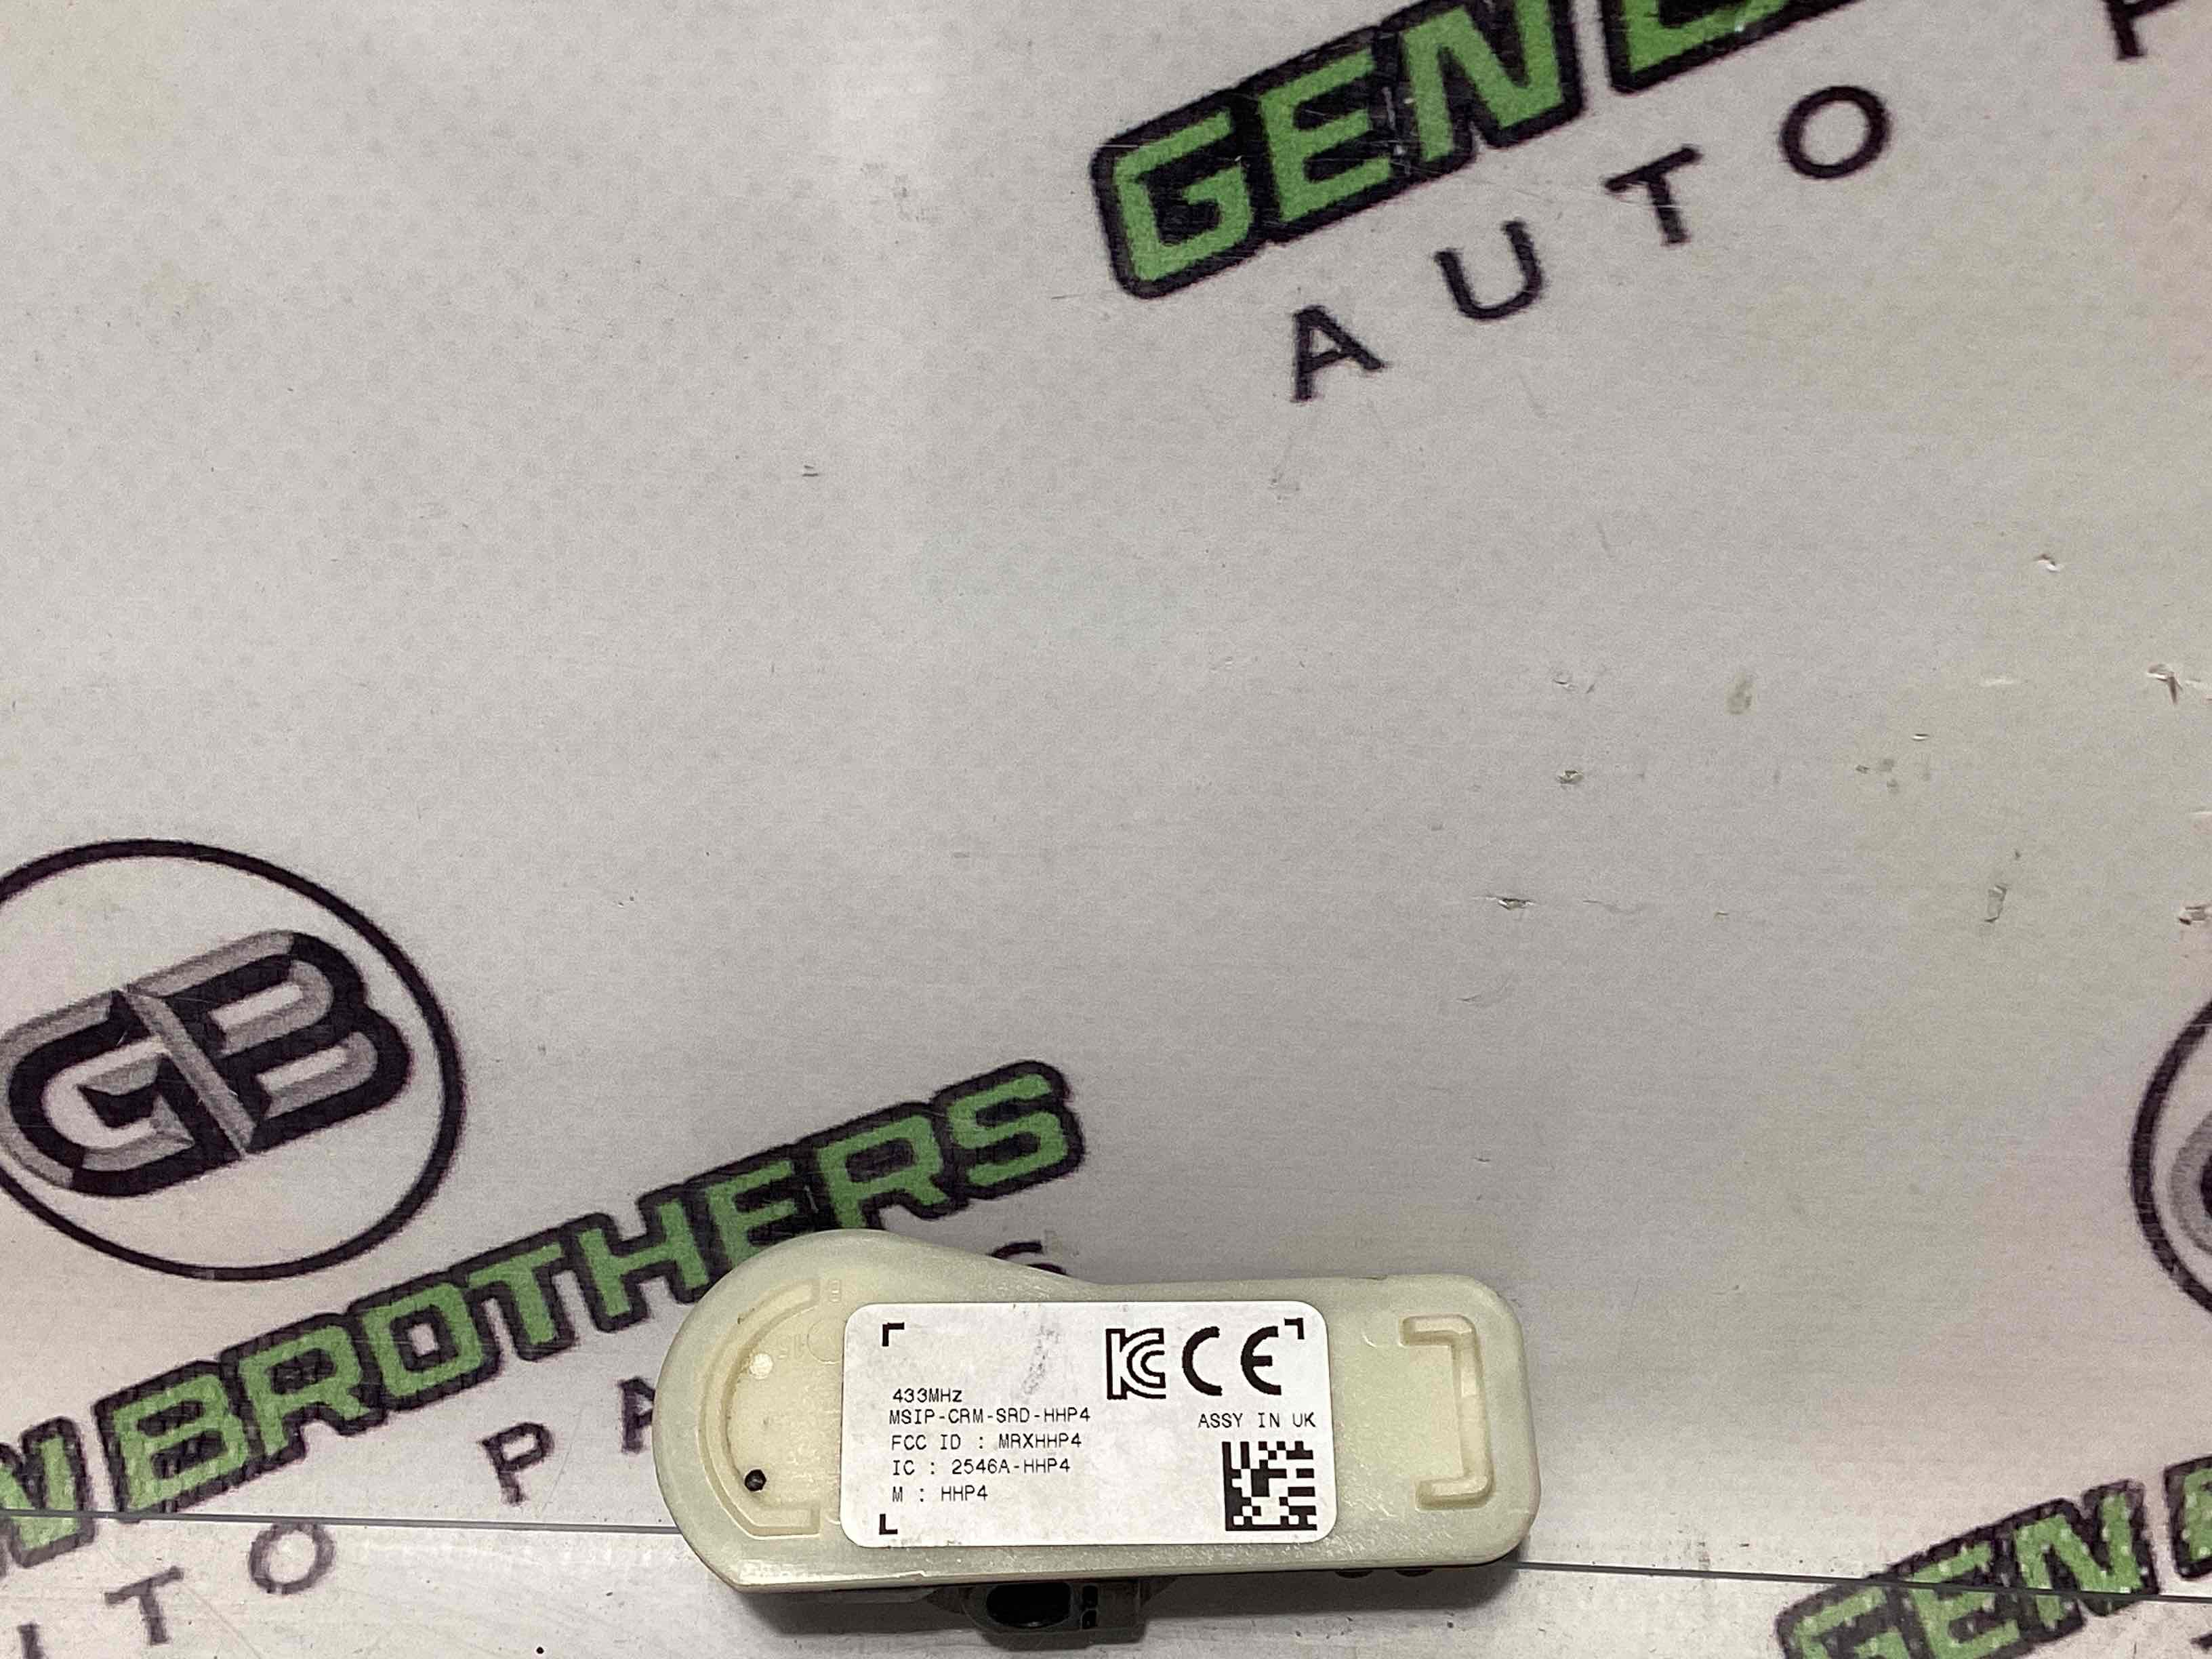 GEN B
AUTO P
GB
N BROTHERS
AUTO PA S
433MHz
MSIP-CRM-SRD-HHP4
FCC ID : MRXHHP4
IC : 2546A-HHP4
M : HHP4
KC CE
ASSY IN UK
GEN B